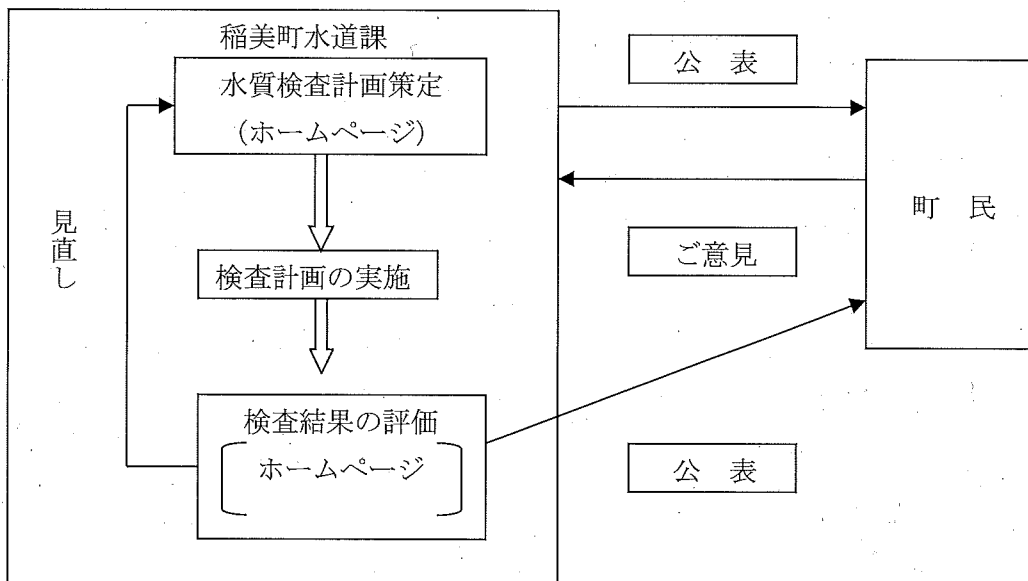 稲美町水道課
水質検査計画策定
(ホームページ)
見直し
検査計画の実施
検査結果の評価
ホームページ
公 表
ご意見
公 表
町 民